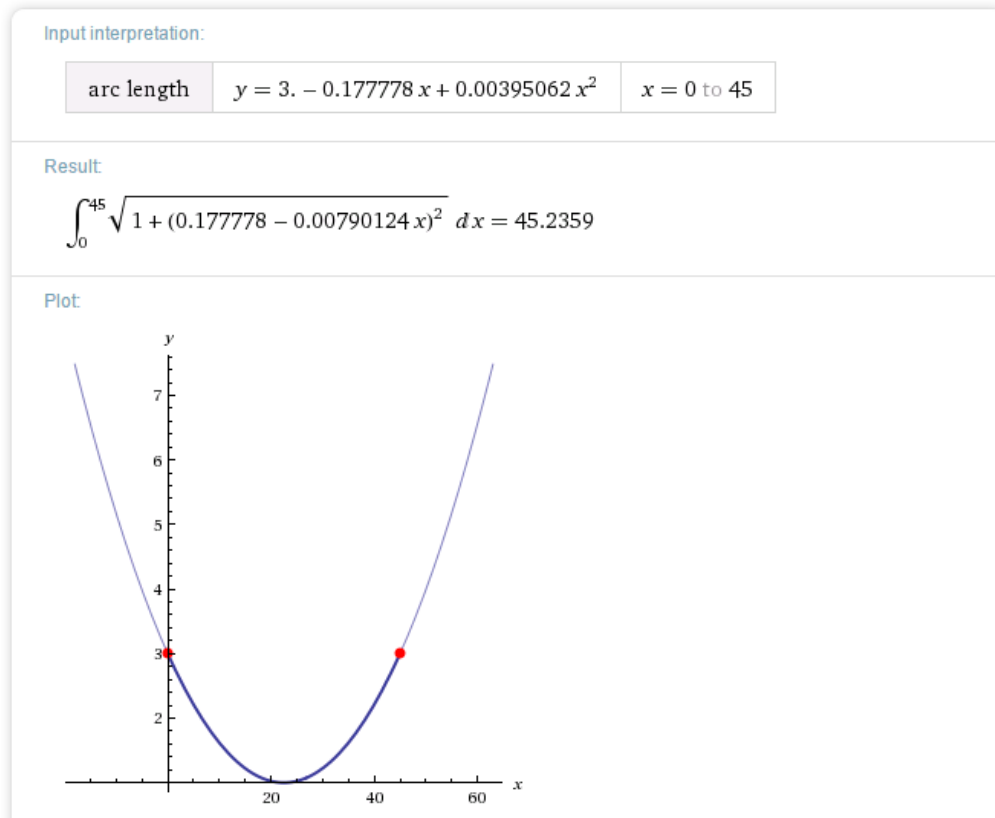 Input interpretation:
arc length y = 3. − 0.177778 x + 0.00395062 x² x = 0 to 45
Result:
∫₀⁴⁵ √(1 + (0.177778 − 0.00790124 x)²) dx = 45.2359
Plot:
y
7
6
5
4
3
2
20 40 60 x